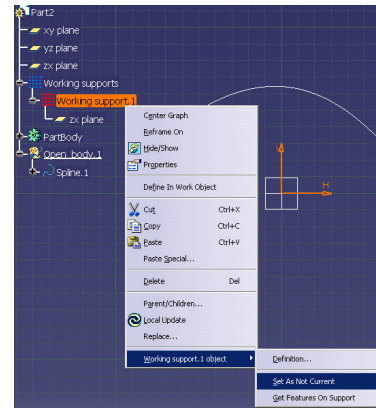 Part2
xy plane
yz plane
zx plane
Working supports
Working support.1
zx plane
PartBody
Open_body.1
Spline.1
Center Graph
Reframe On
Hide/Show
Properties
Define In Work Object
Cut Ctrl+X
Copy Ctrl+C
Paste Ctrl+V
Paste Special...
Delete Del
Parent/Children...
Local Update
Replace...
Working support.1 object
Definition...
Set As Not Current
Get Features On Support
V
H